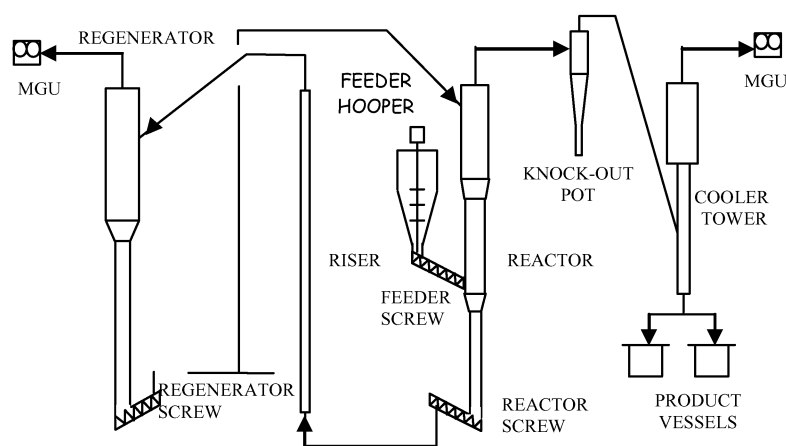 REGENERATOR
MGU
FEEDER
HOOPER
MGU
KNOCK-OUT
POT
COOLER
TOWER
RISER
REACTOR
FEEDER
SCREW
REGENERATOR
SCREW
REACTOR
SCREW
PRODUCT
VESSELS